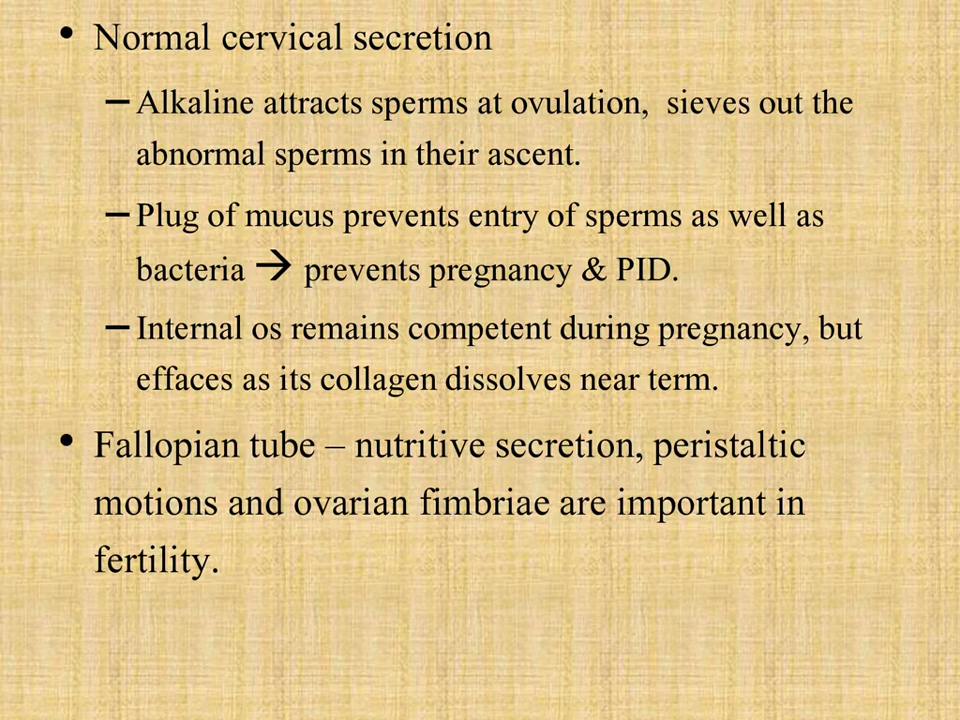 • Normal cervical secretion
– Alkaline attracts sperms at ovulation, sieves out the
abnormal sperms in their ascent.
– Plug of mucus prevents entry of sperms as well as
bacteria → prevents pregnancy & PID.
– Internal os remains competent during pregnancy, but
effaces as its collagen dissolves near term.
• Fallopian tube – nutritive secretion, peristaltic
motions and ovarian fimbriae are important in
fertility.